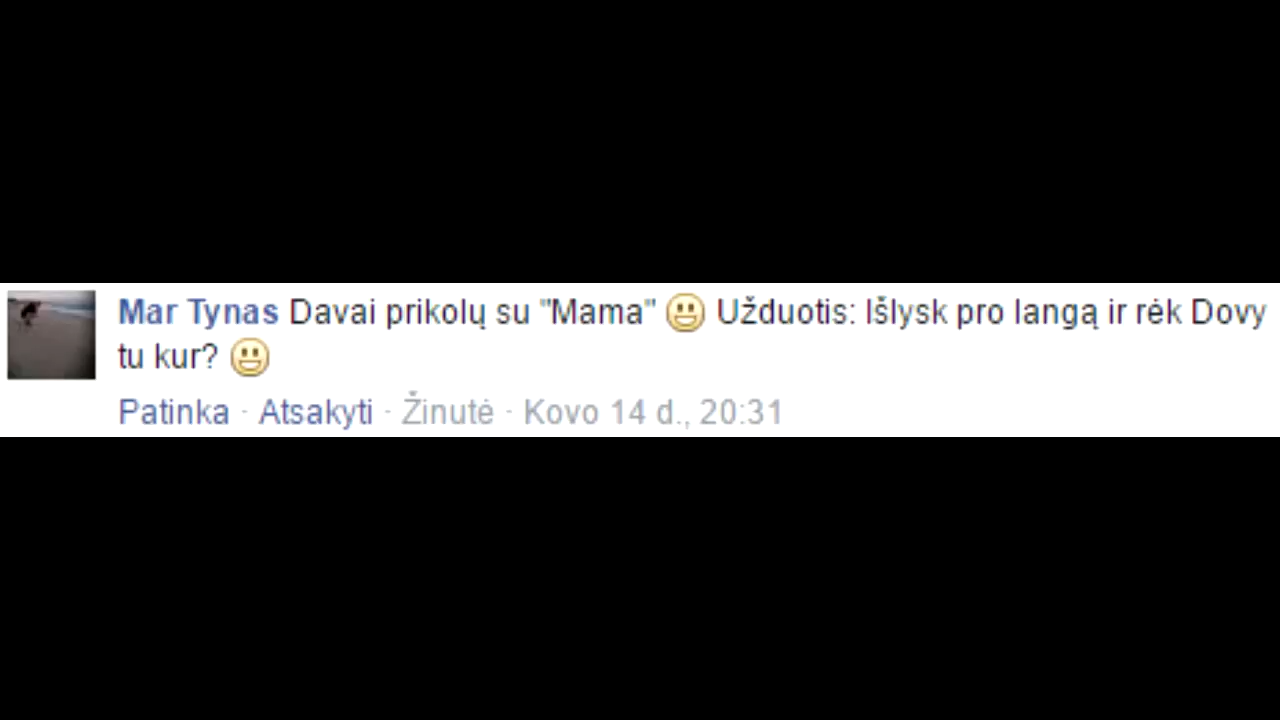 Mar Tynas Davai prikolų su "Mama" 😃 Užduotis: Išlysk pro langą ir rėk Dovy
tu kur? 😃
Patinka · Atsakyti · Žinutė · Kovo 14 d., 20:31